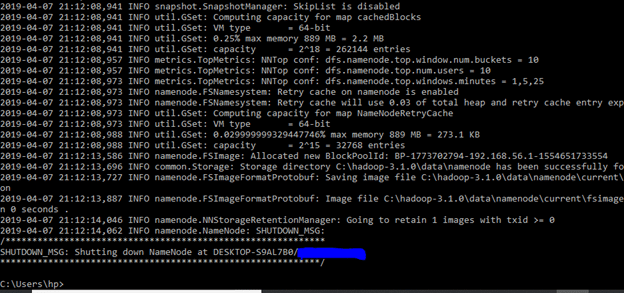 2019-04-07 21:12:08,941 INFO snapshot.SnapshotManager: SkipList is disabled
2019-04-07 21:12:08,941 INFO util.GSet: Computing capacity for map cachedBlocks
2019-04-07 21:12:08,941 INFO util.GSet: VM type       = 64-bit
2019-04-07 21:12:08,941 INFO util.GSet: 0.25% max memory 889 MB = 2.2 MB
2019-04-07 21:12:08,941 INFO util.GSet: capacity      = 2^18 = 262144 entries
2019-04-07 21:12:08,957 INFO metrics.TopMetrics: NNTop conf: dfs.namenode.top.window.num.buckets = 10
2019-04-07 21:12:08,957 INFO metrics.TopMetrics: NNTop conf: dfs.namenode.top.num.users = 10
2019-04-07 21:12:08,973 INFO metrics.TopMetrics: NNTop conf: dfs.namenode.top.windows.minutes = 1,5,25
2019-04-07 21:12:08,973 INFO namenode.FSNamesystem: Retry cache on namenode is enabled
2019-04-07 21:12:08,973 INFO namenode.FSNamesystem: Retry cache will use 0.03 of total heap and retry cache entry exp
2019-04-07 21:12:08,973 INFO util.GSet: Computing capacity for map NameNodeRetryCache
2019-04-07 21:12:08,973 INFO util.GSet: VM type       = 64-bit
2019-04-07 21:12:08,988 INFO util.GSet: 0.029999999329447746% max memory 889 MB = 273.1 KB
2019-04-07 21:12:08,988 INFO util.GSet: capacity      = 2^15 = 32768 entries
2019-04-07 21:12:13,586 INFO namenode.FSImage: Allocated new BlockPoolId: BP-1773702794-192.168.56.1-1554651733554
2019-04-07 21:12:13,696 INFO common.Storage: Storage directory C:\hadoop-3.1.0\data\namenode has been successfully fo
2019-04-07 21:12:13,727 INFO namenode.FSImageFormatProtobuf: Saving image file C:\hadoop-3.1.0\data\namenode\current\
on
2019-04-07 21:12:13,887 INFO namenode.FSImageFormatProtobuf: Image file C:\hadoop-3.1.0\data\namenode\current\fsimage
n 0 seconds .
2019-04-07 21:12:14,046 INFO namenode.NNStorageRetentionManager: Going to retain 1 images with txid >= 0
2019-04-07 21:12:14,062 INFO namenode.NameNode: SHUTDOWN_MSG:
/************************************************************
SHUTDOWN_MSG: Shutting down NameNode at DESKTOP-S9AL7B0/
************************************************************/
C:\Users\hp>